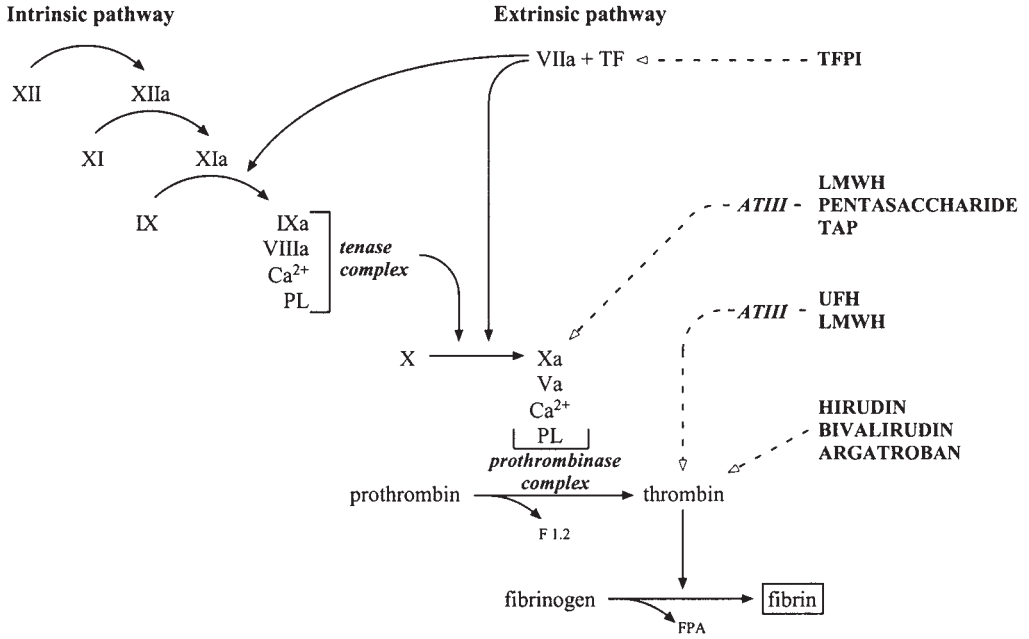 Intrinsic pathway
Extrinsic pathway
XII
XIIa
VIIa + TF
TFPI
XI
XIa
IX
IXa
VIIIa
Ca²⁺
PL
tenase
complex
ATIII
LMWH
PENTASACCHARIDE
TAP
ATIII
UFH
LMWH
X
Xa
Va
Ca²⁺
PL
prothrombinase
complex
HIRUDIN
BIVALIRUDIN
ARGATROBAN
prothrombin
thrombin
F 1.2
fibrinogen
fibrin
FPA